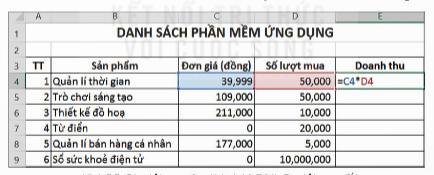 KẾT NỐI TRI THỨC
VỚI CUỘC SỐNG
A B C D E
1 DANH SÁCH PHẦN MỀM ỨNG DỤNG
2
3 TT Sản phẩm Đơn giá (đồng) Số lượt mua Doanh thu
4 1 Quản lí thời gian 39,999 50,000 =C4*D4
5 2 Trò chơi sáng tạo 109,000 50,000
6 3 Thiết kế đồ hoạ 211,000 10,000
7 4 Từ điển 0 20,000
8 5 Quản lí bán hàng cá nhân 177,000 5,000
9 6 Sổ sức khoẻ điện tử 0 10,000,000